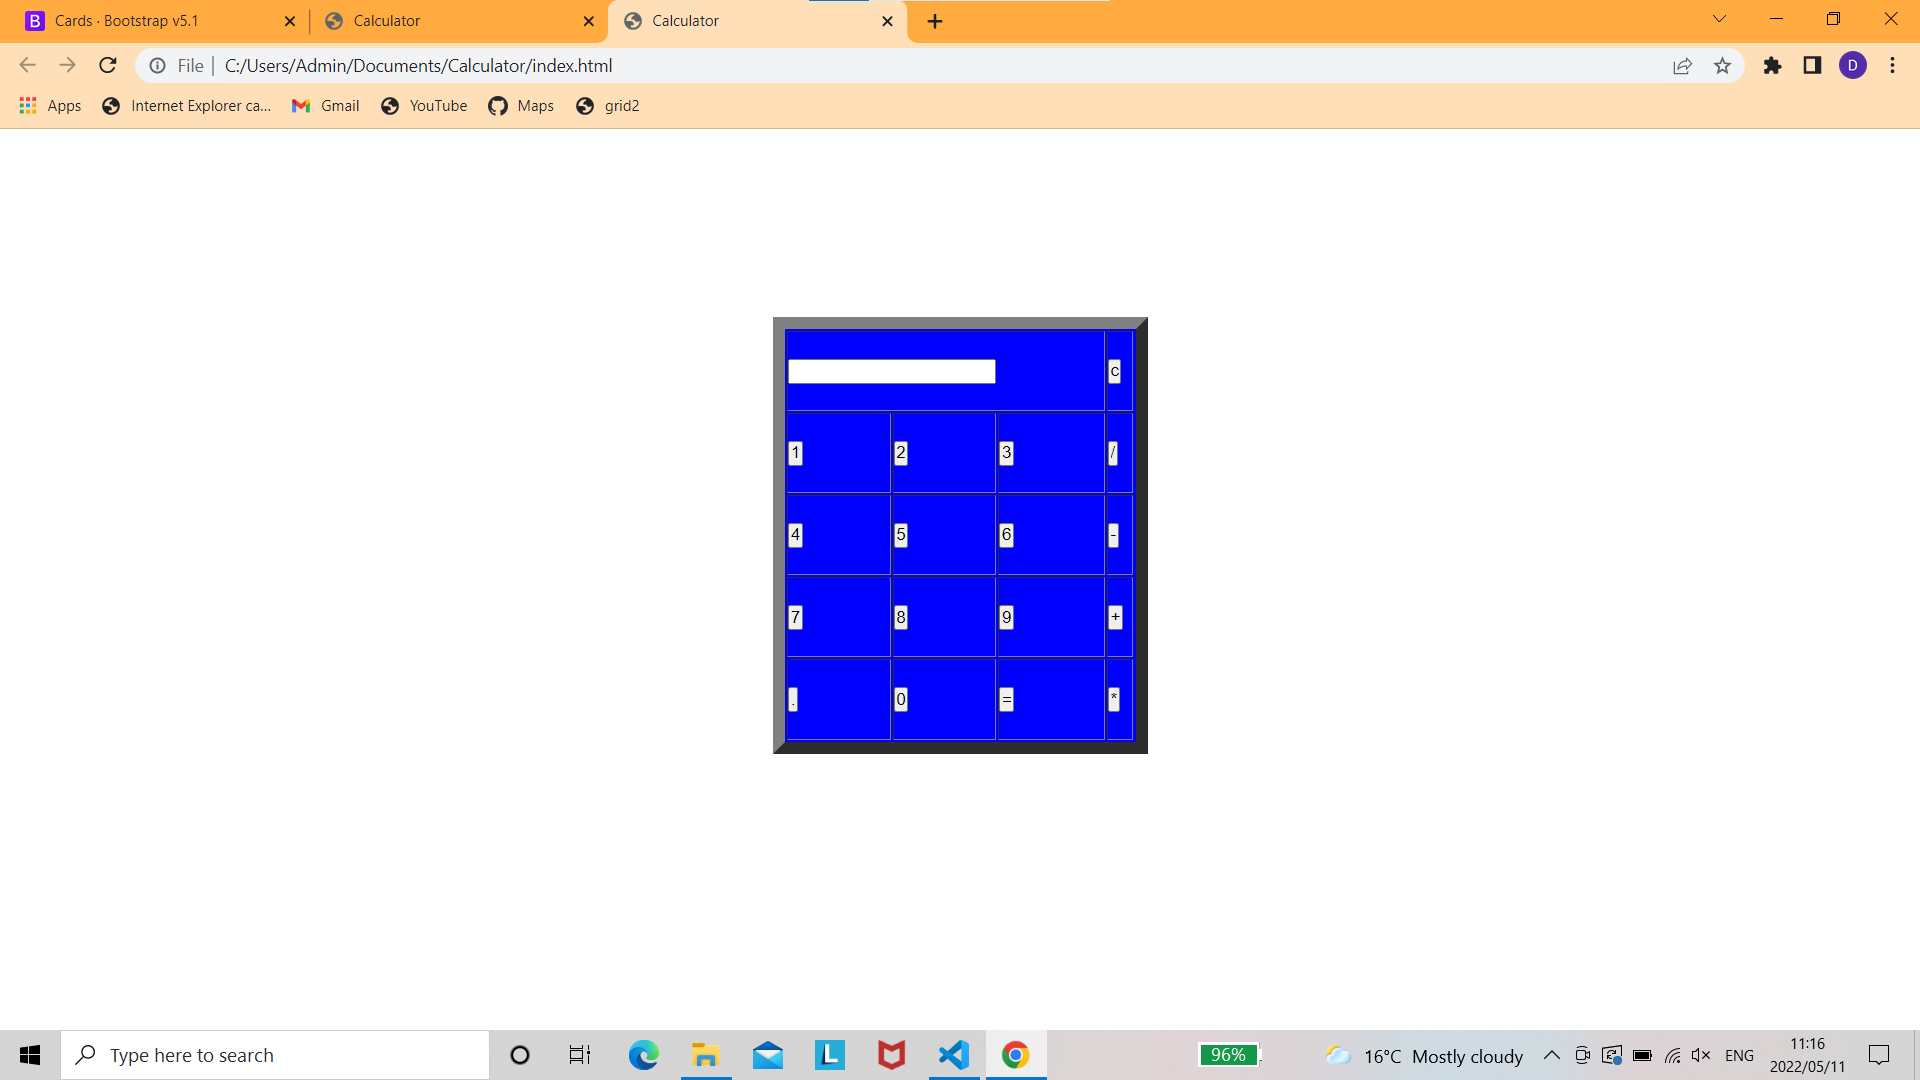 B Cards · Bootstrap v5.1
Calculator
Calculator
File | C:/Users/Admin/Documents/Calculator/index.html
D
Apps
Internet Explorer ca...
Gmail
YouTube
Maps
grid2
c
1 2 3 /
4 5 6 -
7 8 9 +
. 0 = *
Type here to search
L
96%
16°C Mostly cloudy
ENG
11:16
2022/05/11